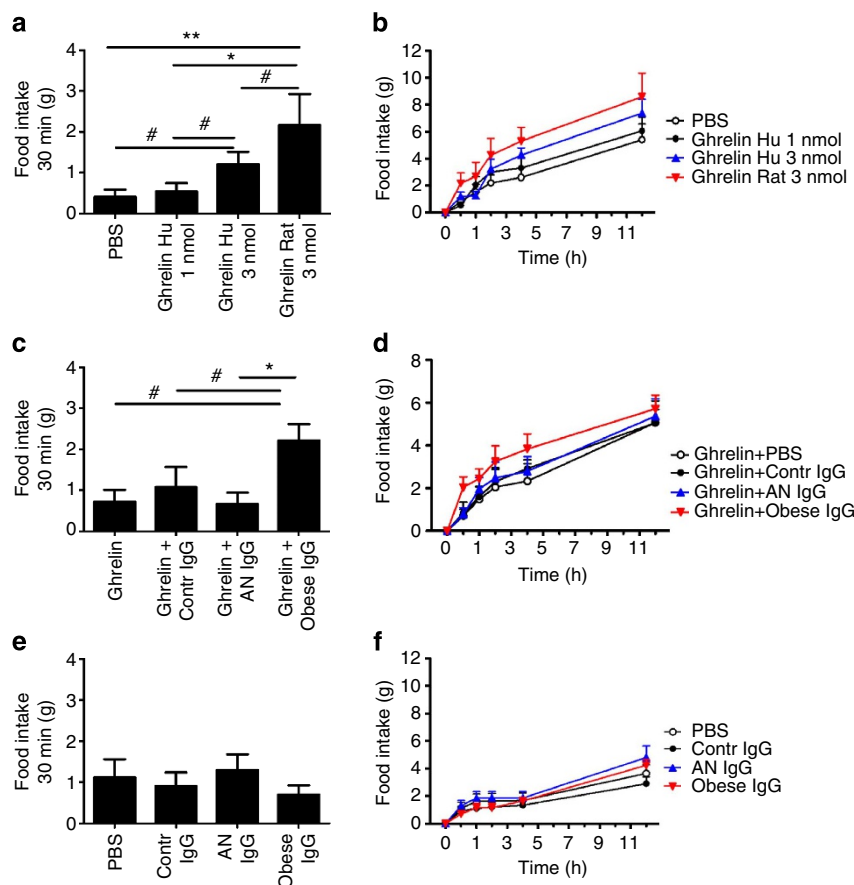 a
**
*
#
#
#
Food intake
30 min (g)
4
3
2
1
0
PBS
Ghrelin Hu
1 nmol
Ghrelin Hu
3 nmol
Ghrelin Rat
3 nmol
b
Food intake (g)
12
10
8
6
4
2
0
0 1 3 5 7 9 11
Time (h)
PBS
Ghrelin Hu 1 nmol
Ghrelin Hu 3 nmol
Ghrelin Rat 3 nmol
c
#
*
#
Food intake
30 min (g)
4
3
2
1
0
Ghrelin
Ghrelin +
Contr IgG
Ghrelin +
AN IgG
Ghrelin +
Obese IgG
d
Food intake (g)
8
6
4
2
0
0 1 3 5 7 9 11
Time (h)
Ghrelin+PBS
Ghrelin+Contr IgG
Ghrelin+AN IgG
Ghrelin+Obese IgG
e
Food intake
30 min (g)
4
3
2
1
0
PBS
Contr
IgG
AN
IgG
Obese
IgG
f
Food intake (g)
12
10
8
6
4
2
0
0 1 3 5 7 9 11
Time (h)
PBS
Contr IgG
AN IgG
Obese IgG